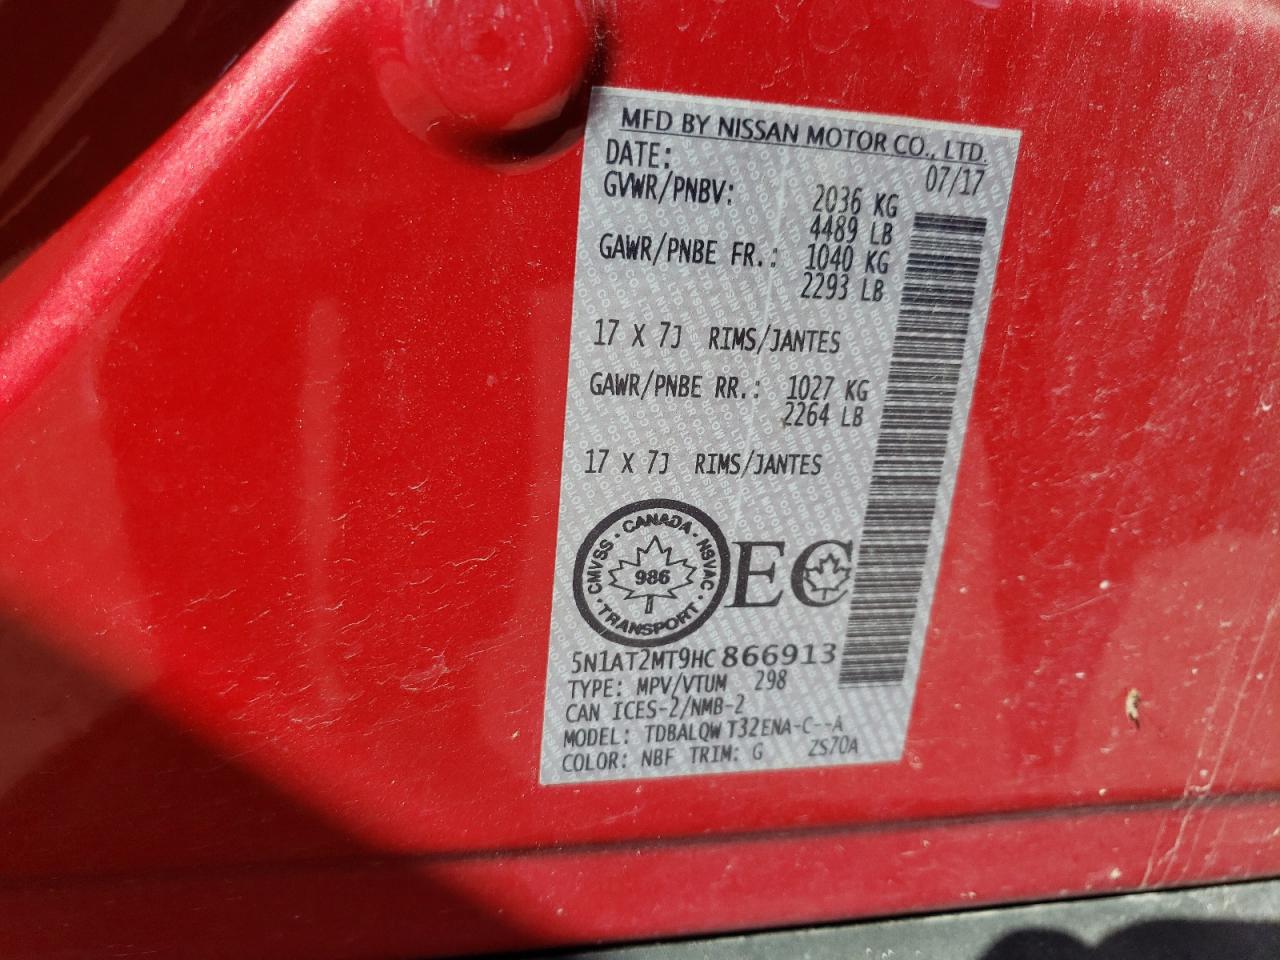 MFD BY NISSAN MOTOR CO., LTD.
DATE: 07/17
GVWR/PNBV: 2036 KG
4489 LB
GAWR/PNBE FR.: 1040 KG
2293 LB
17 X 7J RIMS/JANTES
GAWR/PNBE RR.: 1027 KG
2264 LB
17 X 7J RIMS/JANTES
CMVSS · CANADA · NSVAC · TRANSPORT ·
986
EC
5N1AT2MT9HC866913
TYPE: MPV/VTUM 298
CAN ICES-2/NMB-2
MODEL: TDBALQW T32ENA-C--A
COLOR: NBF TRIM: G ZS70A